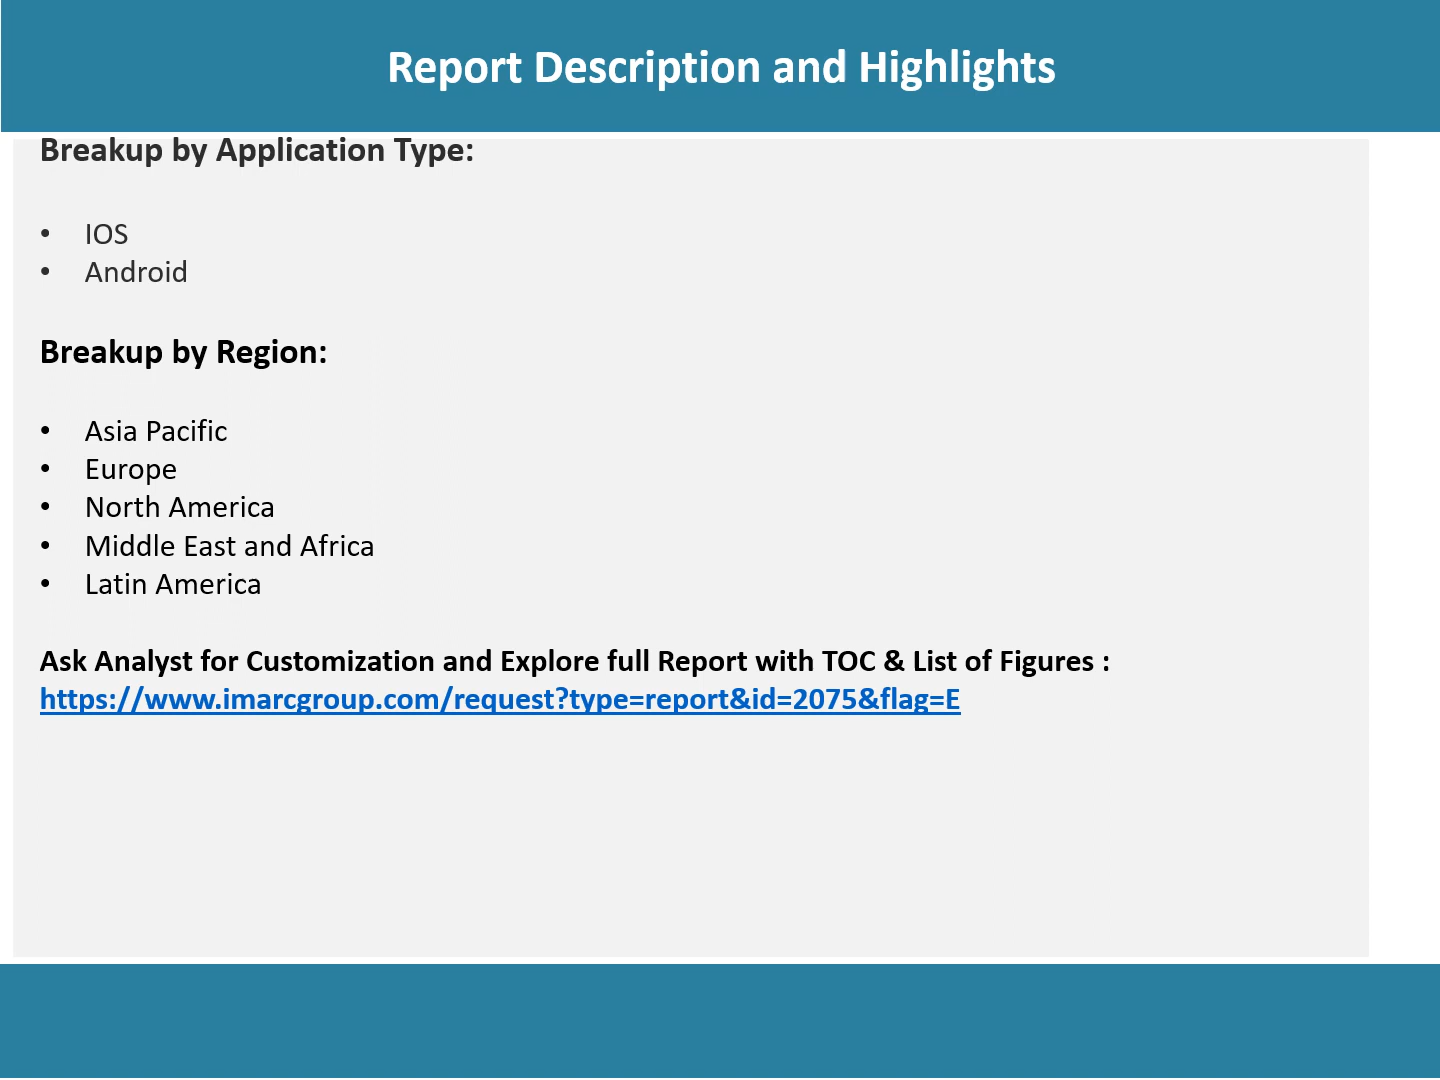 Report Description and Highlights
Breakup by Application Type:
• IOS
• Android
Breakup by Region:
• Asia Pacific
• Europe
• North America
• Middle East and Africa
• Latin America
Ask Analyst for Customization and Explore full Report with TOC & List of Figures :
https://www.imarcgroup.com/request?type=report&id=2075&flag=E